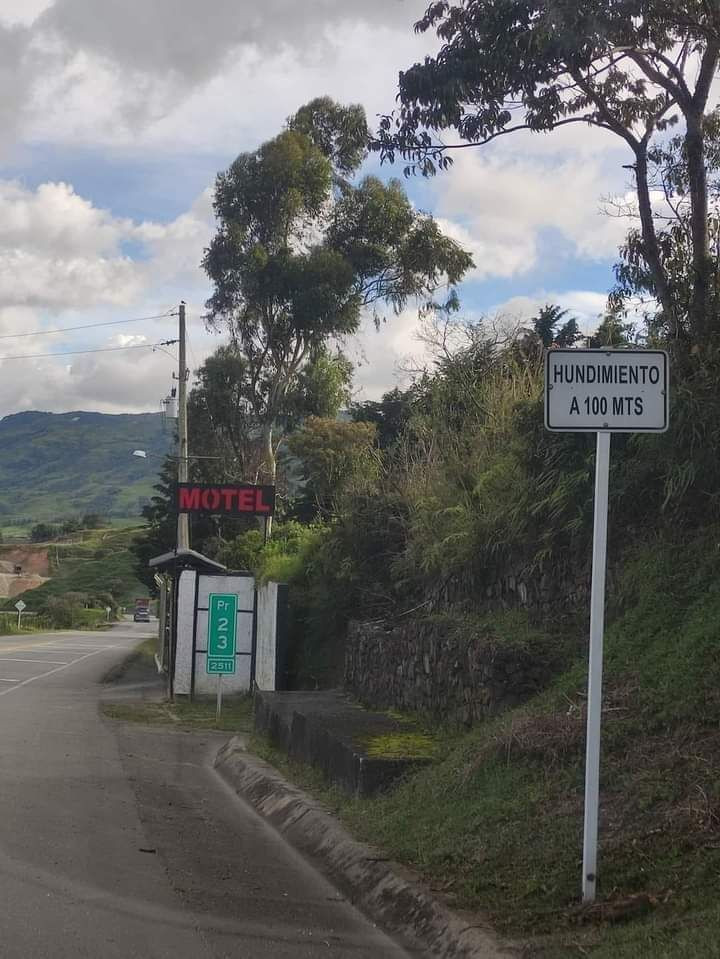 HUNDIMIENTO
A 100 MTS
MOTEL
Pr
2
3
2511